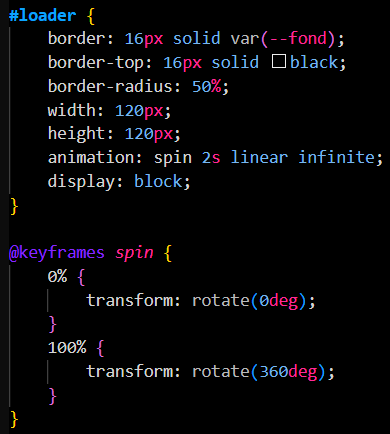 #loader {
    border: 16px solid var(--fond);
    border-top: 16px solid black;
    border-radius: 50%;
    width: 120px;
    height: 120px;
    animation: spin 2s linear infinite;
    display: block;
}

@keyframes spin {
    0% {
        transform: rotate(0deg);
    }
    100% {
        transform: rotate(360deg);
    }
}